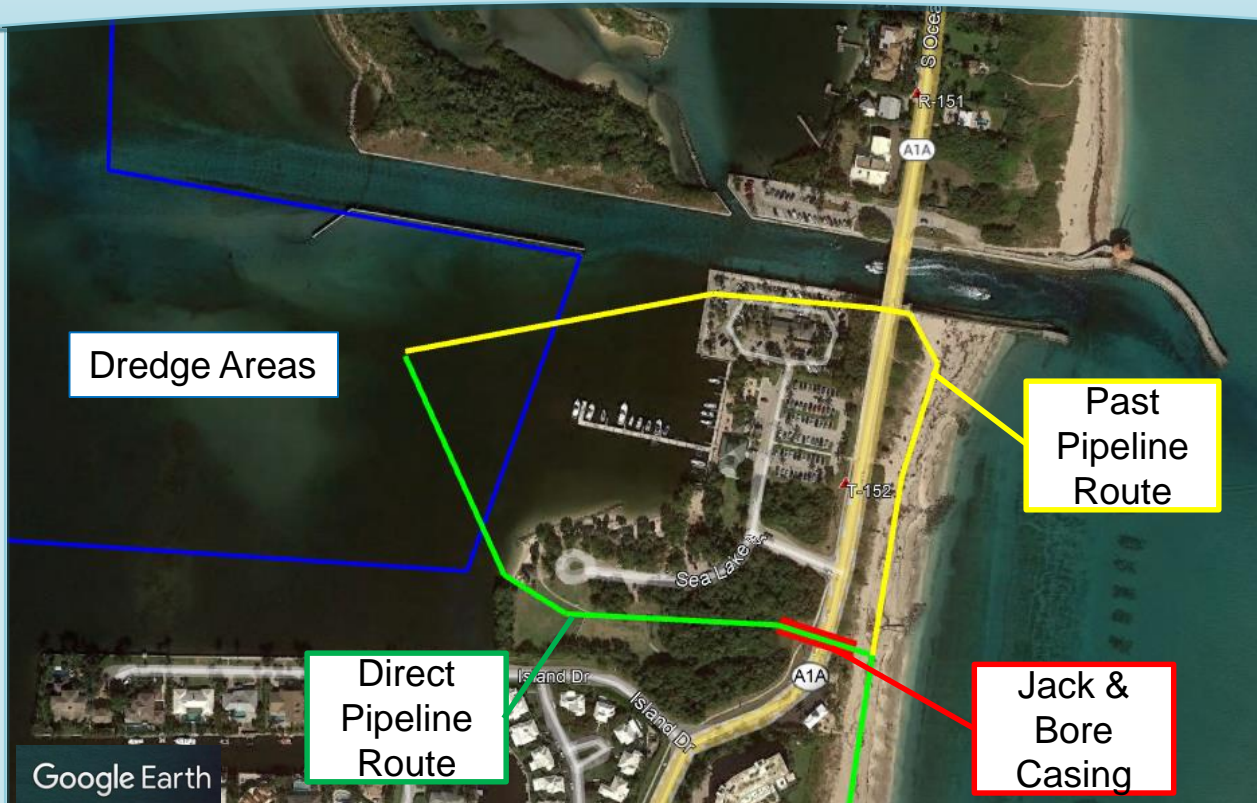 S Ocea
R-151
A1A
Dredge Areas
Past
Pipeline
Route
T-152
Sea Lake
Direct
Pipeline
Route
Island Dr
Island Dr
A1A
Jack &
Bore
Casing
Google Earth